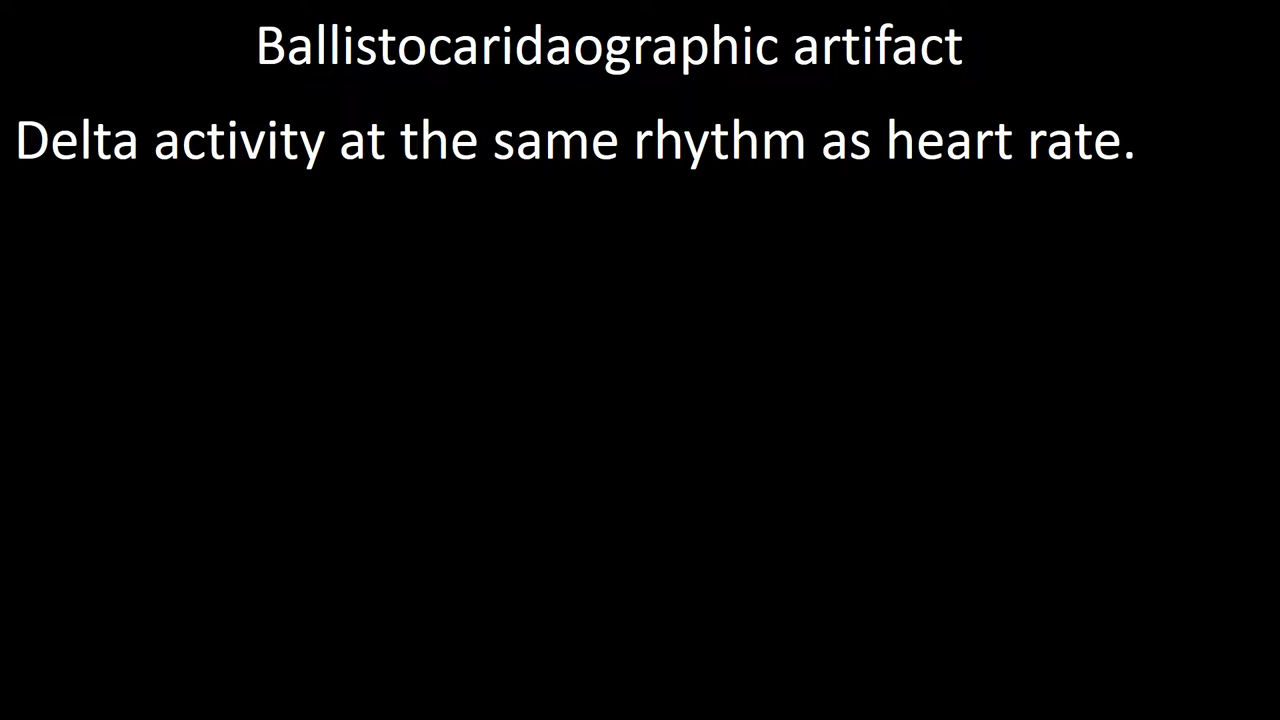 Ballistocaridaographic artifact
Delta activity at the same rhythm as heart rate.